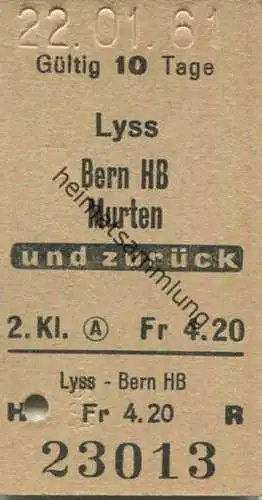 22.01.61
Gültig 10 Tage
Lyss
Bern HB
Murten
und zurück
2. Kl. A Fr 4.20
Lyss - Bern HB
H Fr 4.20 R
23013
heimatsammlung